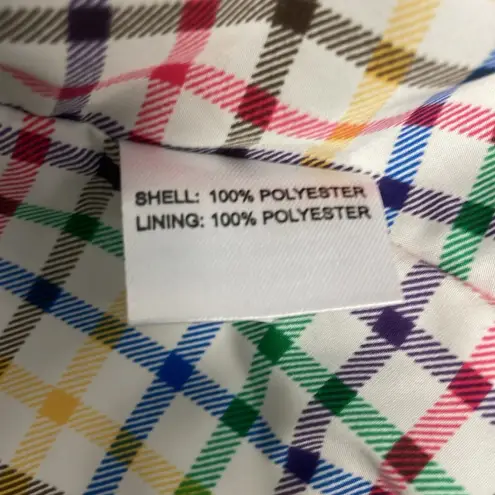 SHELL: 100% POLYESTER
LINING: 100% POLYESTER